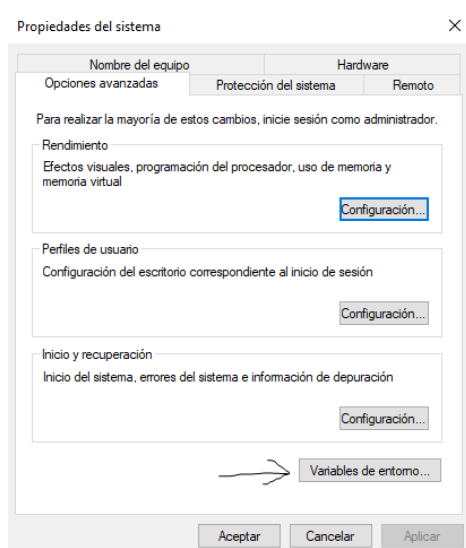 Propiedades del sistema
Nombre del equipo
Hardware
Opciones avanzadas
Protección del sistema
Remoto
Para realizar la mayoría de estos cambios, inicie sesión como administrador.
Rendimiento
Efectos visuales, programación del procesador, uso de memoria y
memoria virtual
Configuración...
Perfiles de usuario
Configuración del escritorio correspondiente al inicio de sesión
Configuración...
Inicio y recuperación
Inicio del sistema, errores del sistema e información de depuración
Configuración...
Variables de entorno...
Aceptar
Cancelar
Aplicar